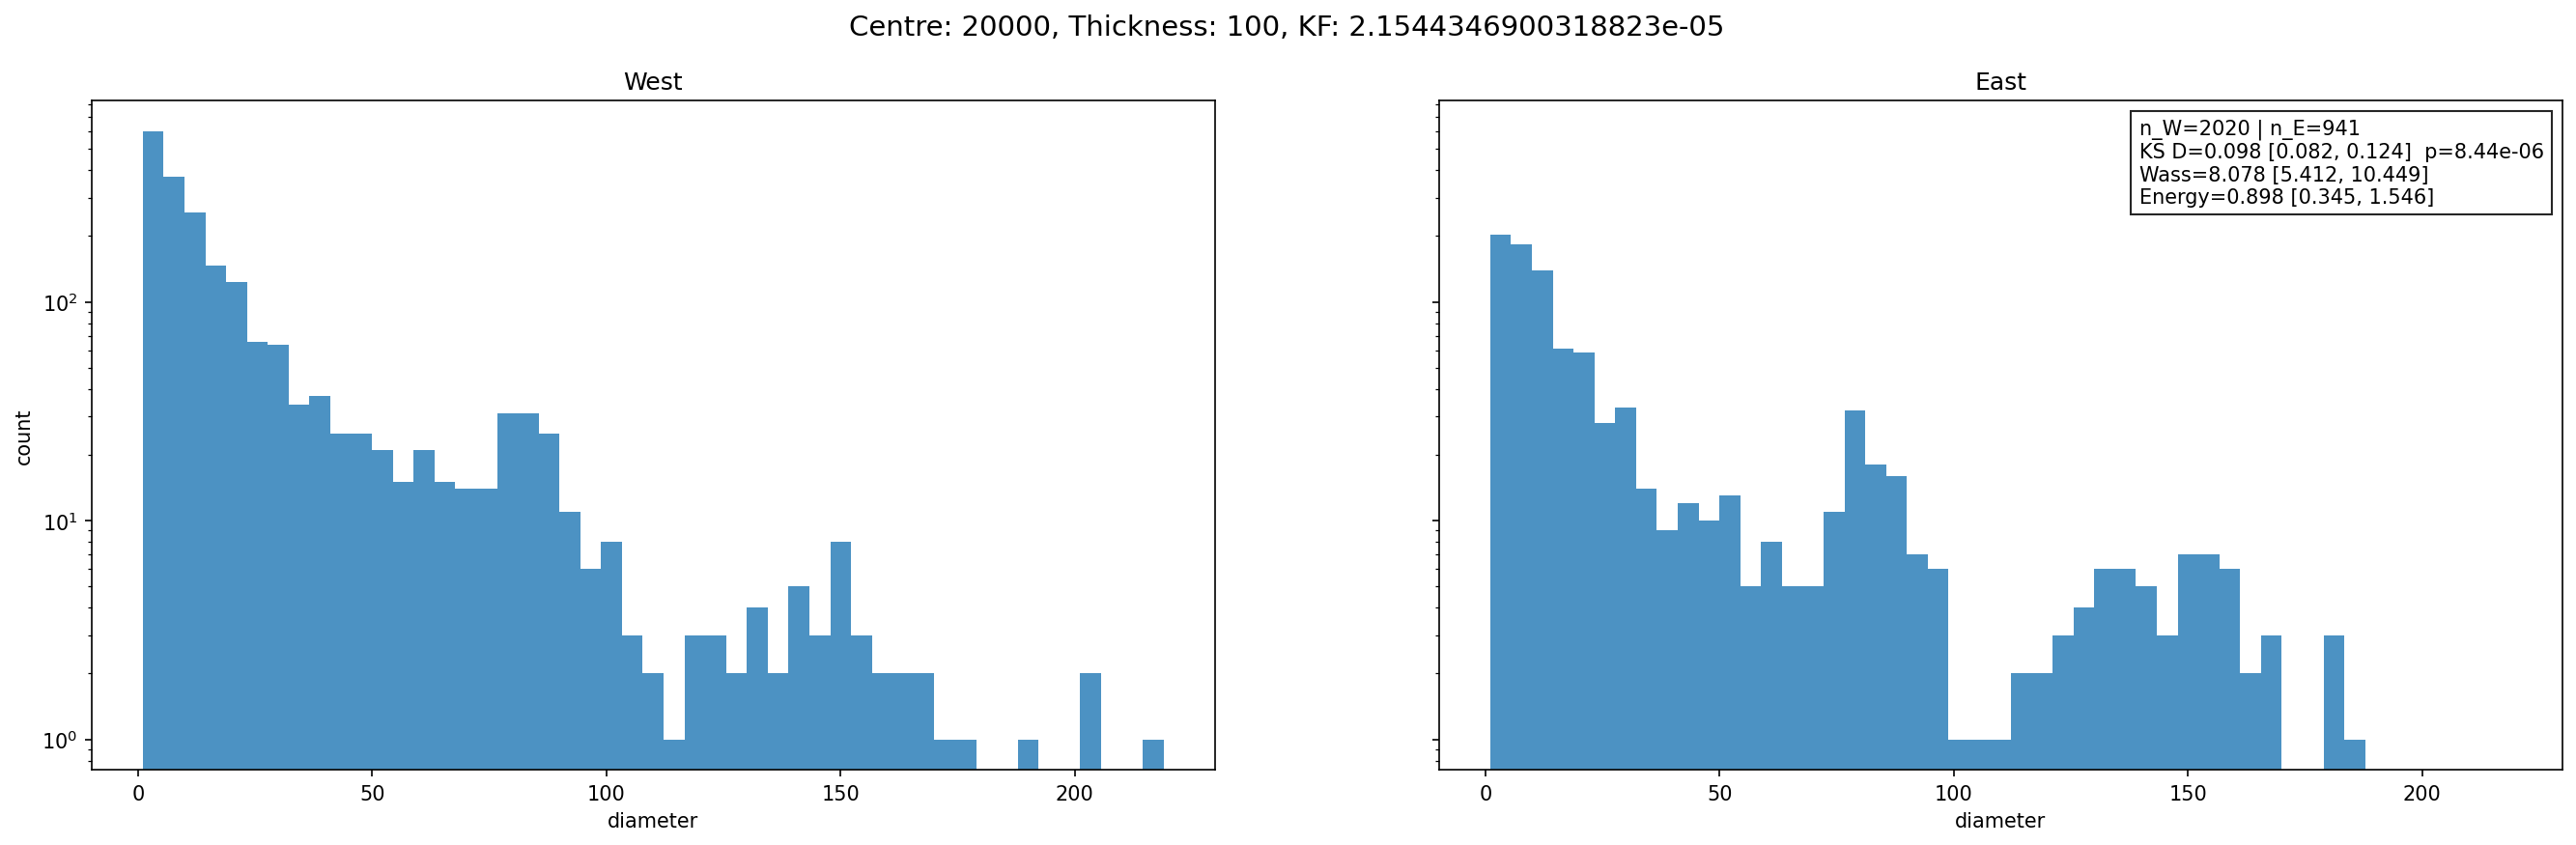 Centre: 20000, Thickness: 100, KF: 2.1544346900318823e-05
West
count
10²
10¹
10⁰
0 50 100 150 200
diameter
East
n_W=2020 | n_E=941
KS D=0.098 [0.082, 0.124] p=8.44e-06
Wass=8.078 [5.412, 10.449]
Energy=0.898 [0.345, 1.546]
0 50 100 150 200
diameter